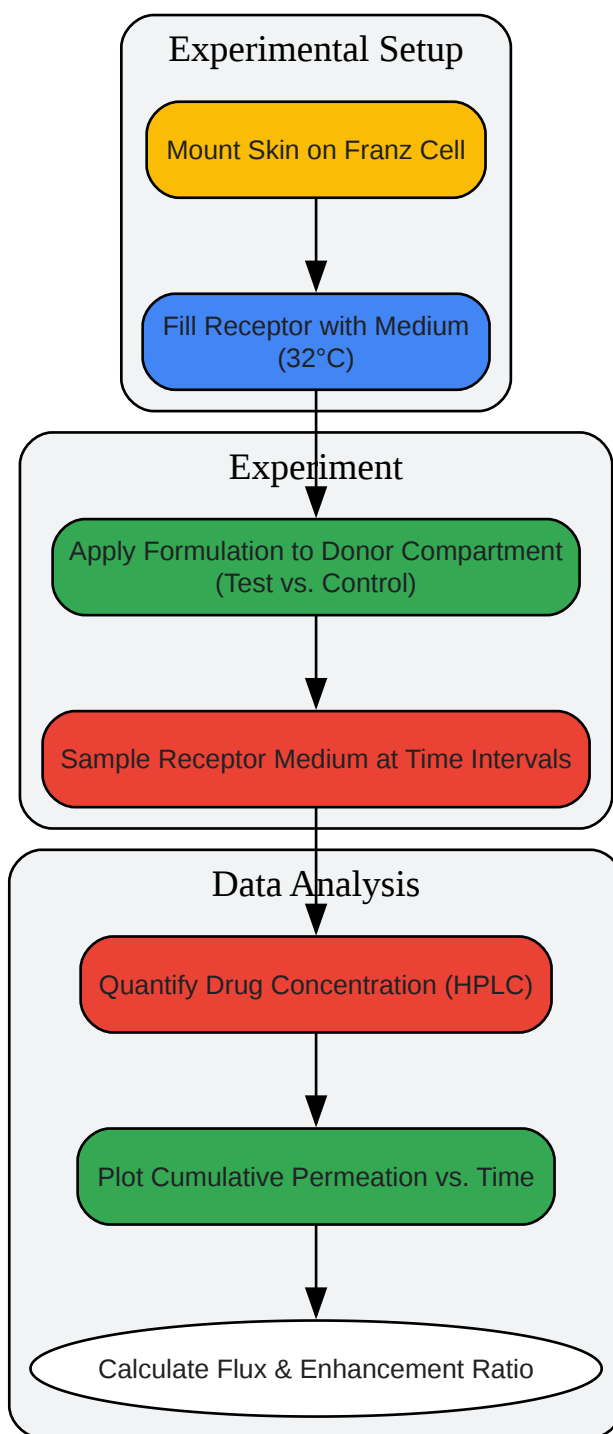 Experimental Setup
Mount Skin on Franz Cell
Fill Receptor with Medium
(32°C)
Experiment
Apply Formulation to Donor Compartment
(Test vs. Control)
Sample Receptor Medium at Time Intervals
Data Analysis
Quantify Drug Concentration (HPLC)
Plot Cumulative Permeation vs. Time
Calculate Flux & Enhancement Ratio